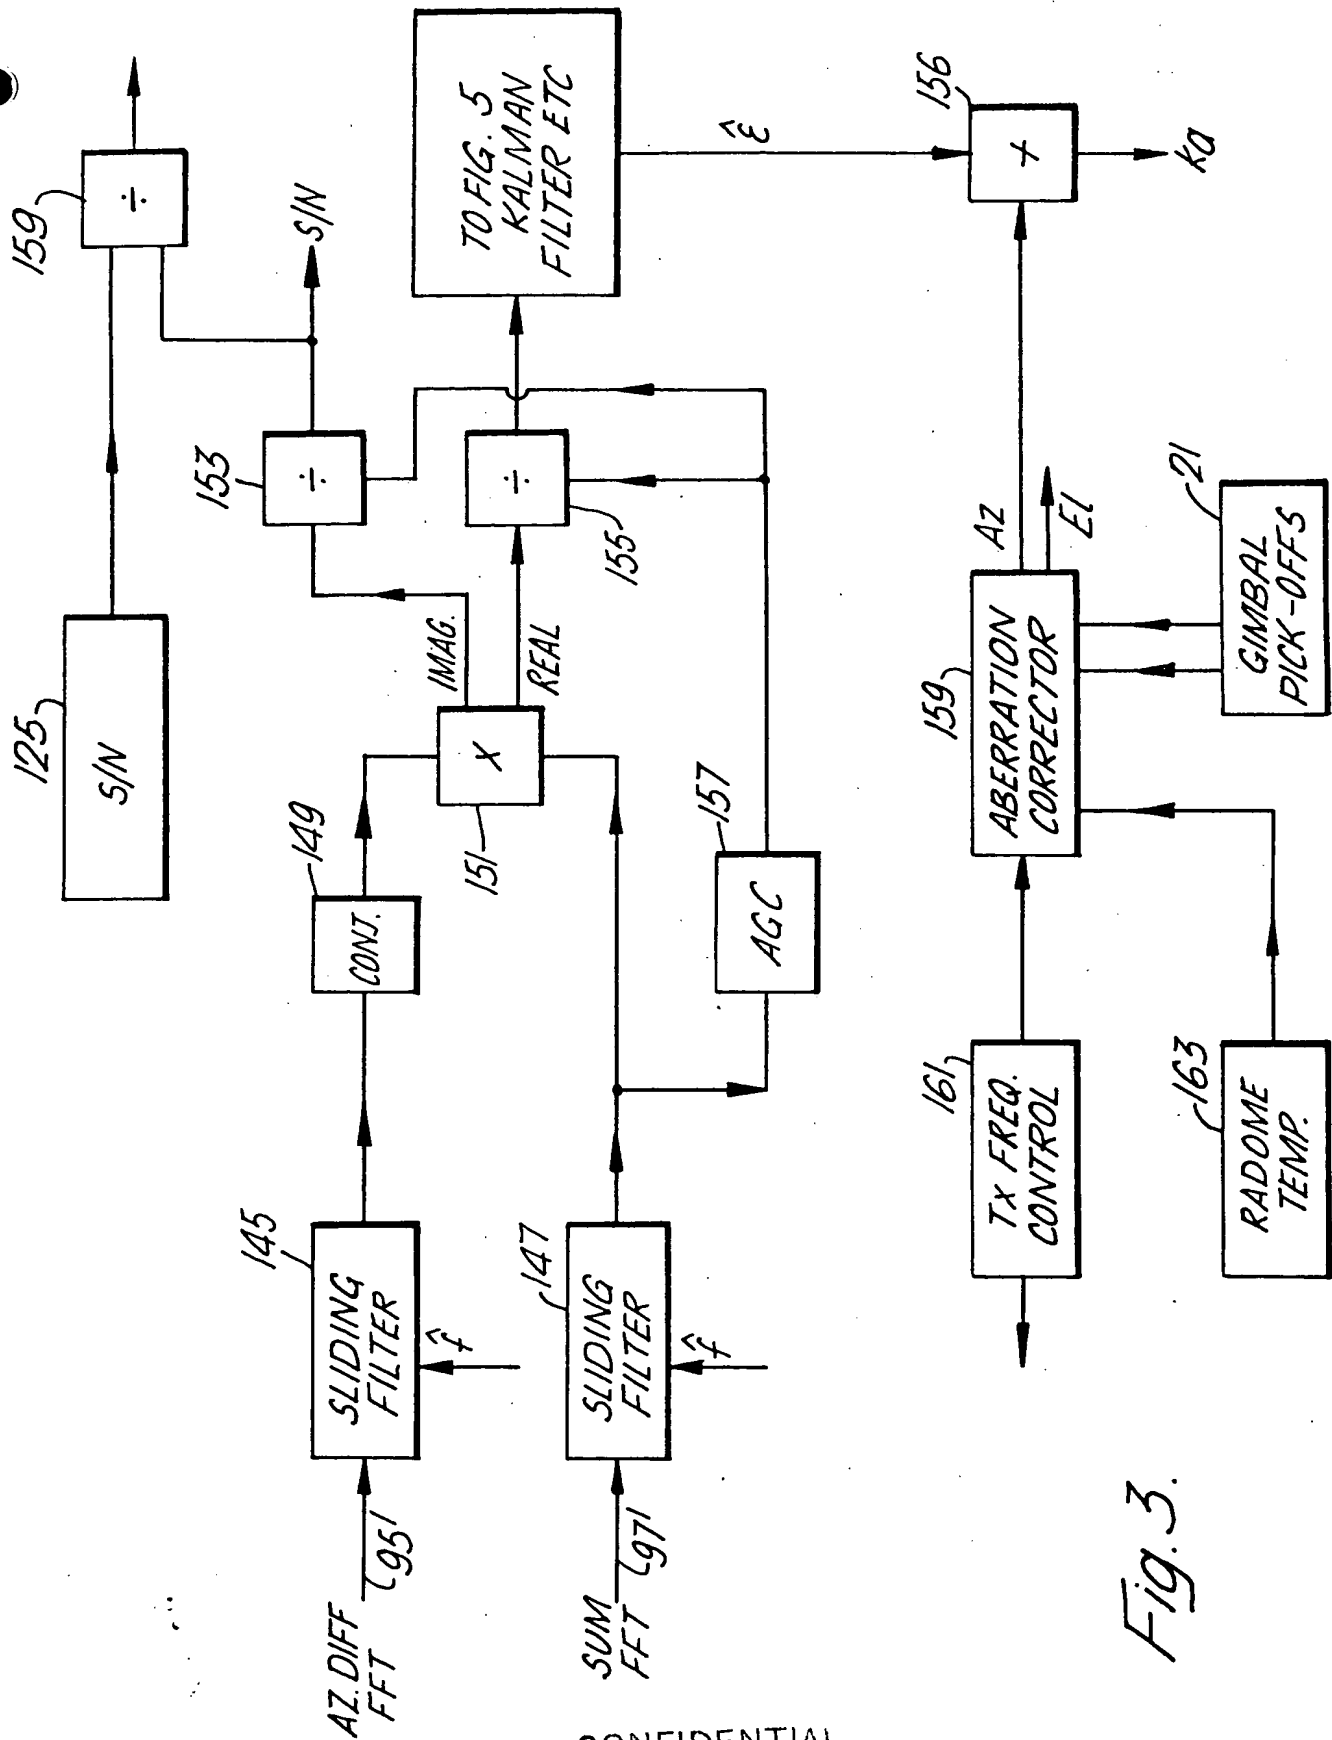 125
S/N
159
÷
AZ. DIFF
FFT
95'
SLIDING
FILTER
145
f̂
CONJ.
149
X
151
IMAG.
REAL
÷
153
S/N
SUM
FFT
97'
SLIDING
FILTER
147
f̂
AGC
157
÷
155
TO FIG. 5
KALMAN
FILTER ETC
ε̂
Tx FREQ.
CONTROL
161
ABERRATION
CORRECTOR
159
Az
El
+
156
ka
RADOME
TEMP.
163
GIMBAL
PICK-OFFS
21
Fig. 3.
CONFIDENTIAL